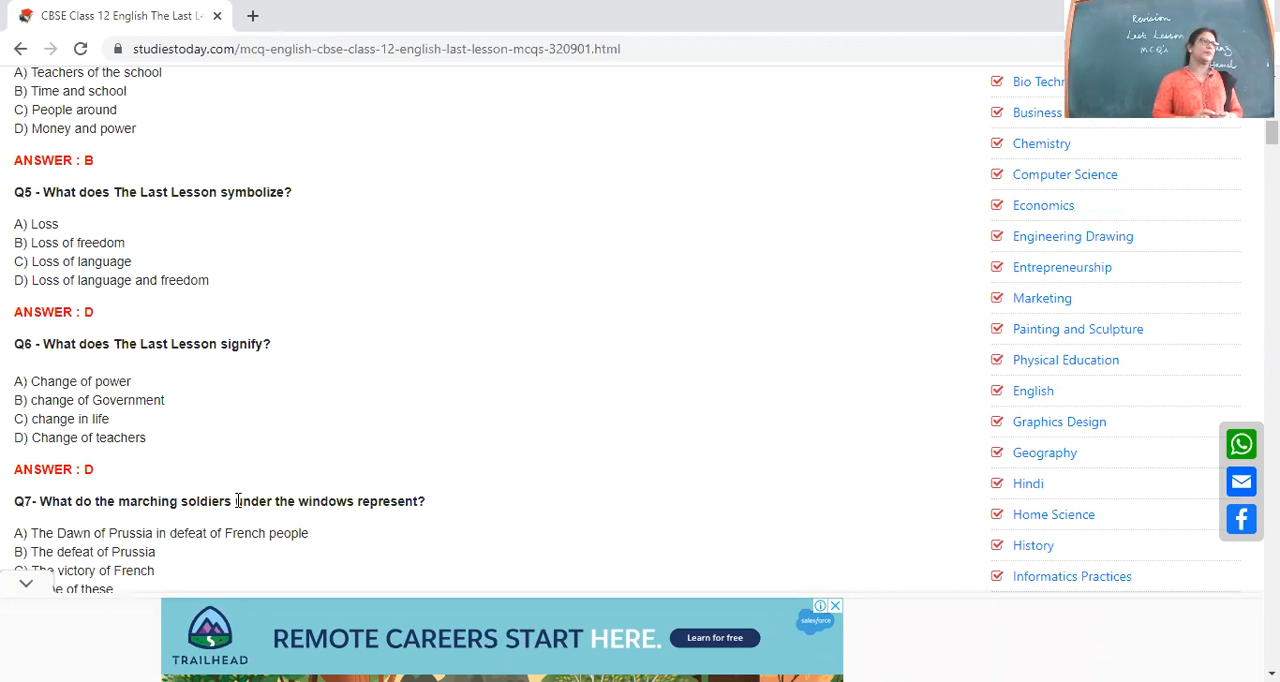 CBSE Class 12 English The Last L
studiestoday.com/mcq-english-cbse-class-12-english-last-lesson-mcqs-320901.html
Revision
Last Lesson
MCQ's
A) Teachers of the school
B) Time and school
C) People around
D) Money and power
ANSWER : B
Q5 - What does The Last Lesson symbolize?
A) Loss
B) Loss of freedom
C) Loss of language
D) Loss of language and freedom
ANSWER : D
Q6 - What does The Last Lesson signify?
A) Change of power
B) change of Government
C) change in life
D) Change of teachers
ANSWER : D
Q7- What do the marching soldiers under the windows represent?
A) The Dawn of Prussia in defeat of French people
B) The defeat of Prussia
C) The victory of French
e of these
Bio Techn
Business
Chemistry
Computer Science
Economics
Engineering Drawing
Entrepreneurship
Marketing
Painting and Sculpture
Physical Education
English
Graphics Design
Geography
Hindi
Home Science
History
Informatics Practices
TRAILHEAD
REMOTE CAREERS START HERE.
Learn for free
salesforce